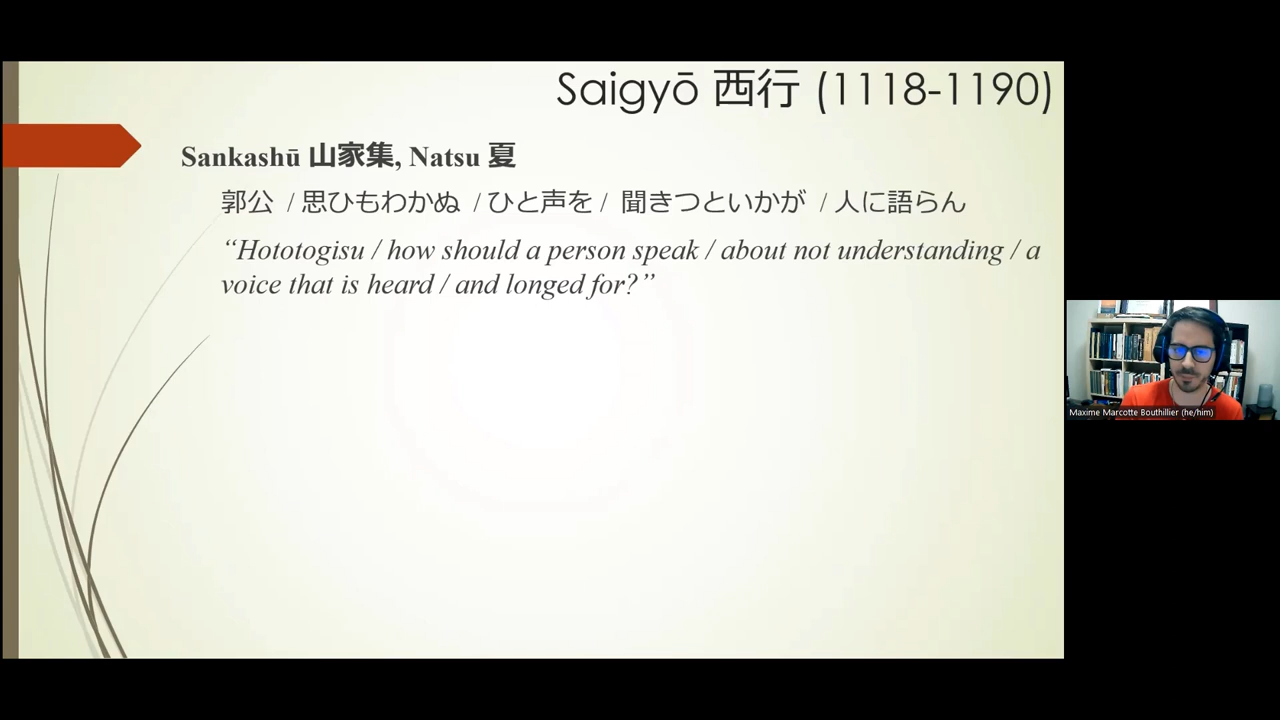 Saigyō 西行 (1118-1190)
Sankashū 山家集, Natsu 夏
郭公 / 思ひもわかぬ / ひと声を / 聞きつといかが / 人に語らん
“Hototogisu / how should a person speak / about not understanding / a
voice that is heard / and longed for?”
Maxime Marcotte Bouthillier (he/him)